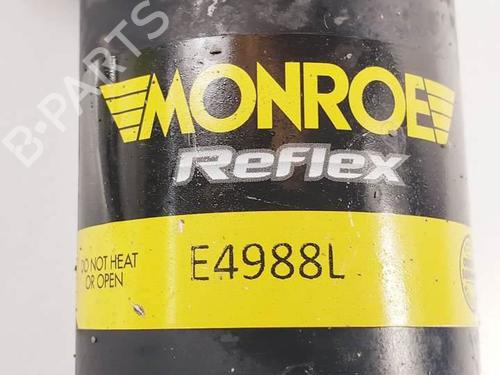 B-PARTS
MONROE
Reflex
DO NOT HEAT
OR OPEN
E4988L